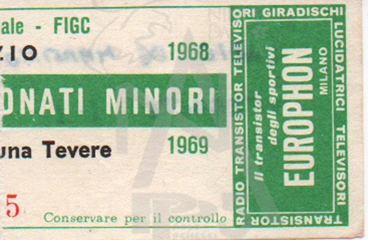 ale - FIGC
ZIO 1968
ONATI MINORI
una Tevere 1969
5
Conservare per il controllo
RADIO TRANSISTOR TELEVISORI GIRADISCHI
LUCIDATRICI TELEVISORI
TRANSISTOR
Il transistor
degli sportivi
EUROPHON
MILANO